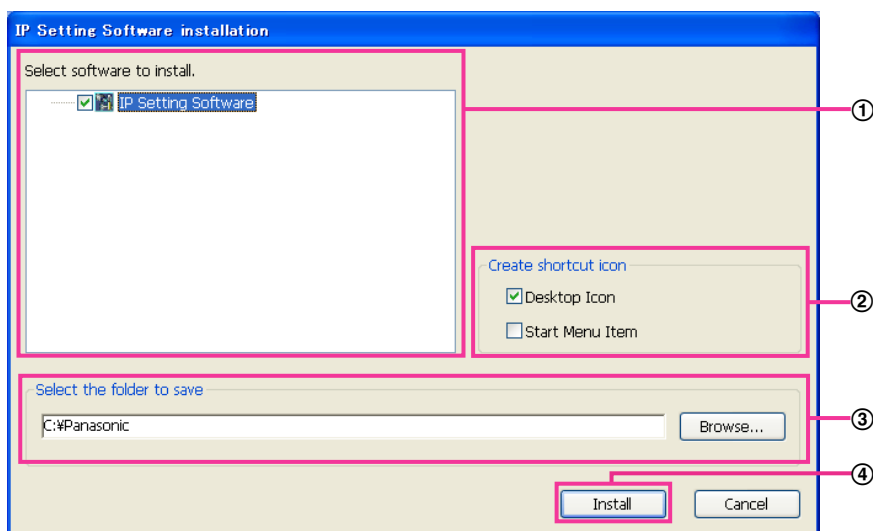 IP Setting Software installation
Select software to install.
IP Setting Software
①
Create shortcut icon
Desktop Icon
②
Start Menu Item
Select the folder to save
C:¥Panasonic
Browse...
③
④
Install
Cancel